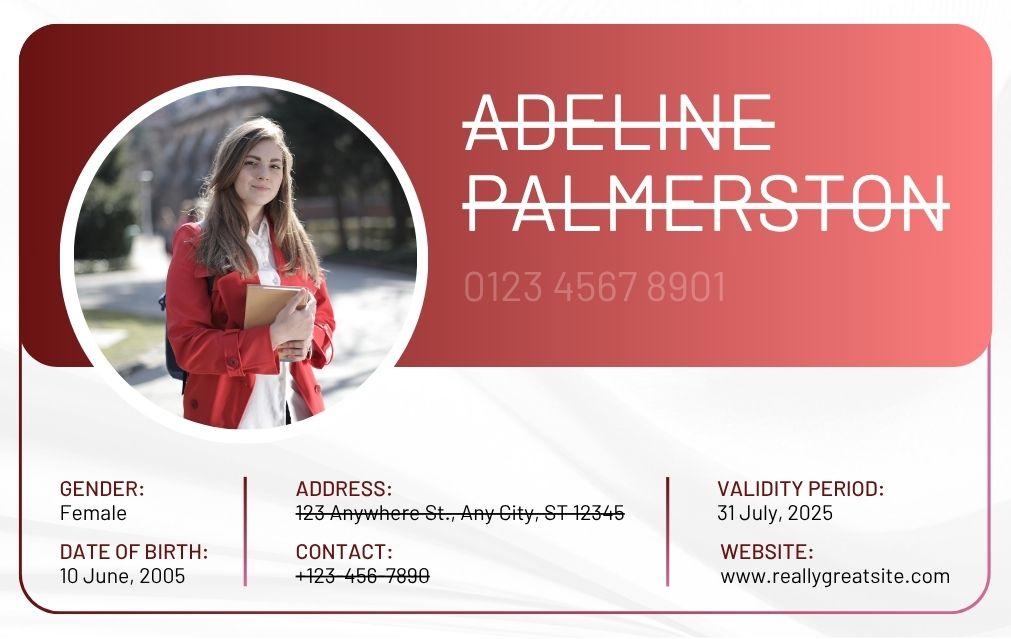 ADELINE
PALMERSTON
0123 4567 8901
GENDER:
Female
DATE OF BIRTH:
10 June, 2005
ADDRESS:
123 Anywhere St., Any City, ST 12345
CONTACT:
+123-456-7890
VALIDITY PERIOD:
31 July, 2025
WEBSITE:
www.reallygreatsite.com